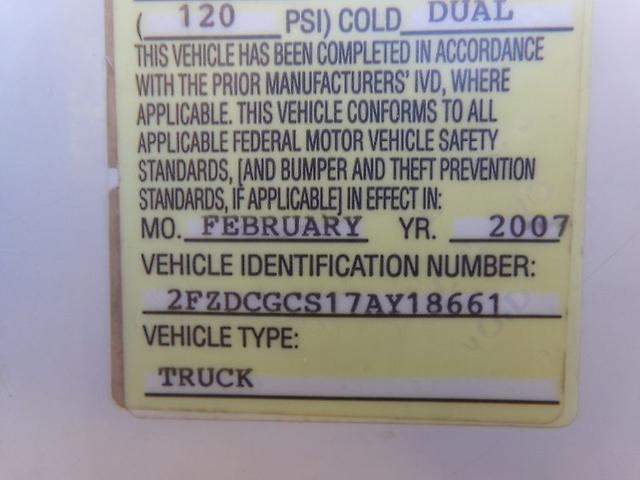 ( 120 PSI) COLD DUAL
THIS VEHICLE HAS BEEN COMPLETED IN ACCORDANCE
WITH THE PRIOR MANUFACTURERS' IVD, WHERE
APPLICABLE. THIS VEHICLE CONFORMS TO ALL
APPLICABLE FEDERAL MOTOR VEHICLE SAFETY
STANDARDS, [AND BUMPER AND THEFT PREVENTION
STANDARDS, IF APPLICABLE] IN EFFECT IN:
MO. FEBRUARY YR. 2007
VEHICLE IDENTIFICATION NUMBER:
2FZDCGCS17AY18661
VEHICLE TYPE:
TRUCK